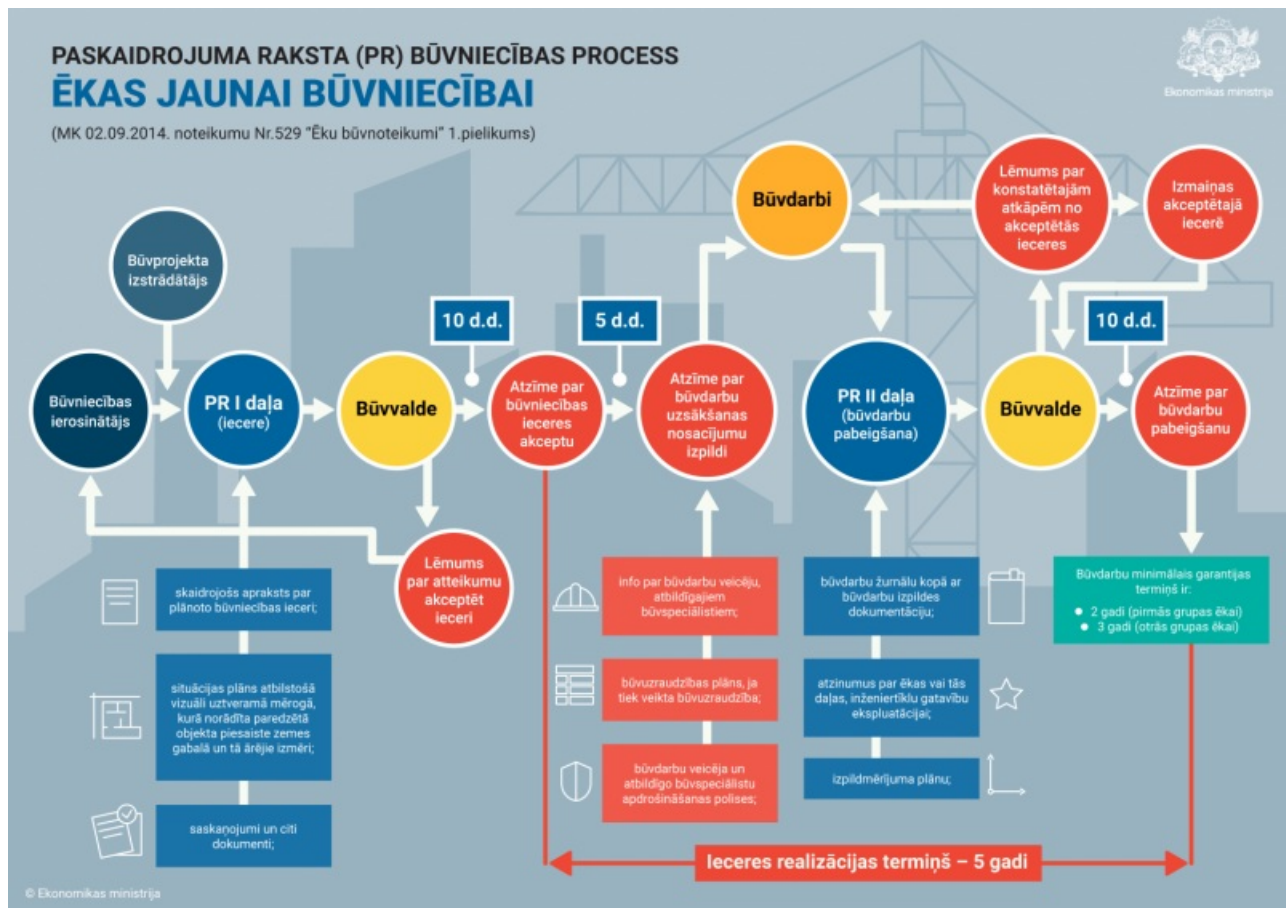 PASKAIDROJUMA RAKSTA (PR) BŪVNIECĪBAS PROCESS
ĒKAS JAUNAI BŪVNIECĪBAI
(MK 02.09.2014. noteikumu Nr.529 "Ēku būvnoteikumi" 1.pielikums)
Ekonomikas ministrija
Būvprojekta
izstrādātājs
Būvniecības
ierosinātājs
PR I daļa
(iecere)
Būvvalde
10 d.d.
Atzīme par
būvniecības
ieceres
akceptu
5 d.d.
Atzīme par
būvdarbu
uzsākšanas
nosacījumu
izpildi
Būvdarbi
PR II daļa
(būvdarbu
pabeigšana)
Būvvalde
Lēmums par
konstatētajām
atkāpēm no
akceptētās
ieceres
Izmaiņas
akceptētajā
iecerē
10 d.d.
Atzīme par
būvdarbu
pabeigšanu
Lēmums
par atteikumu
akceptēt
ieceri
skaidrojošs apraksts par
plānoto būvniecības ieceri;
situācijas plāns atbilstošā
vizuāli uztveramā mērogā,
kurā norādīta paredzētā
objekta piesaiste zemes
gabalā un tā ārējie izmēri;
saskaņojumi un citi
dokumenti;
info par būvdarbu veicēju,
atbildīgajiem
būvspeciālistiem;
būvuzraudzības plāns, ja
tiek veikta būvuzraudzība;
būvdarbu veicēja un
atbildīgo būvspeciālistu
apdrošināšanas polises;
būvdarbu žurnālu kopā ar
būvdarbu izpildes
dokumentāciju;
atzinumus par ēkas vai tās
daļas, inženiertīklu gatavību
ekspluatācijai;
izpildmērījuma plānu;
Būvdarbu minimālais garantijas
termiņš ir:
● 2 gadi (pirmās grupas ēkai)
● 3 gadi (otrās grupas ēkai)
Ieceres realizācijas termiņš – 5 gadi
© Ekonomikas ministrija